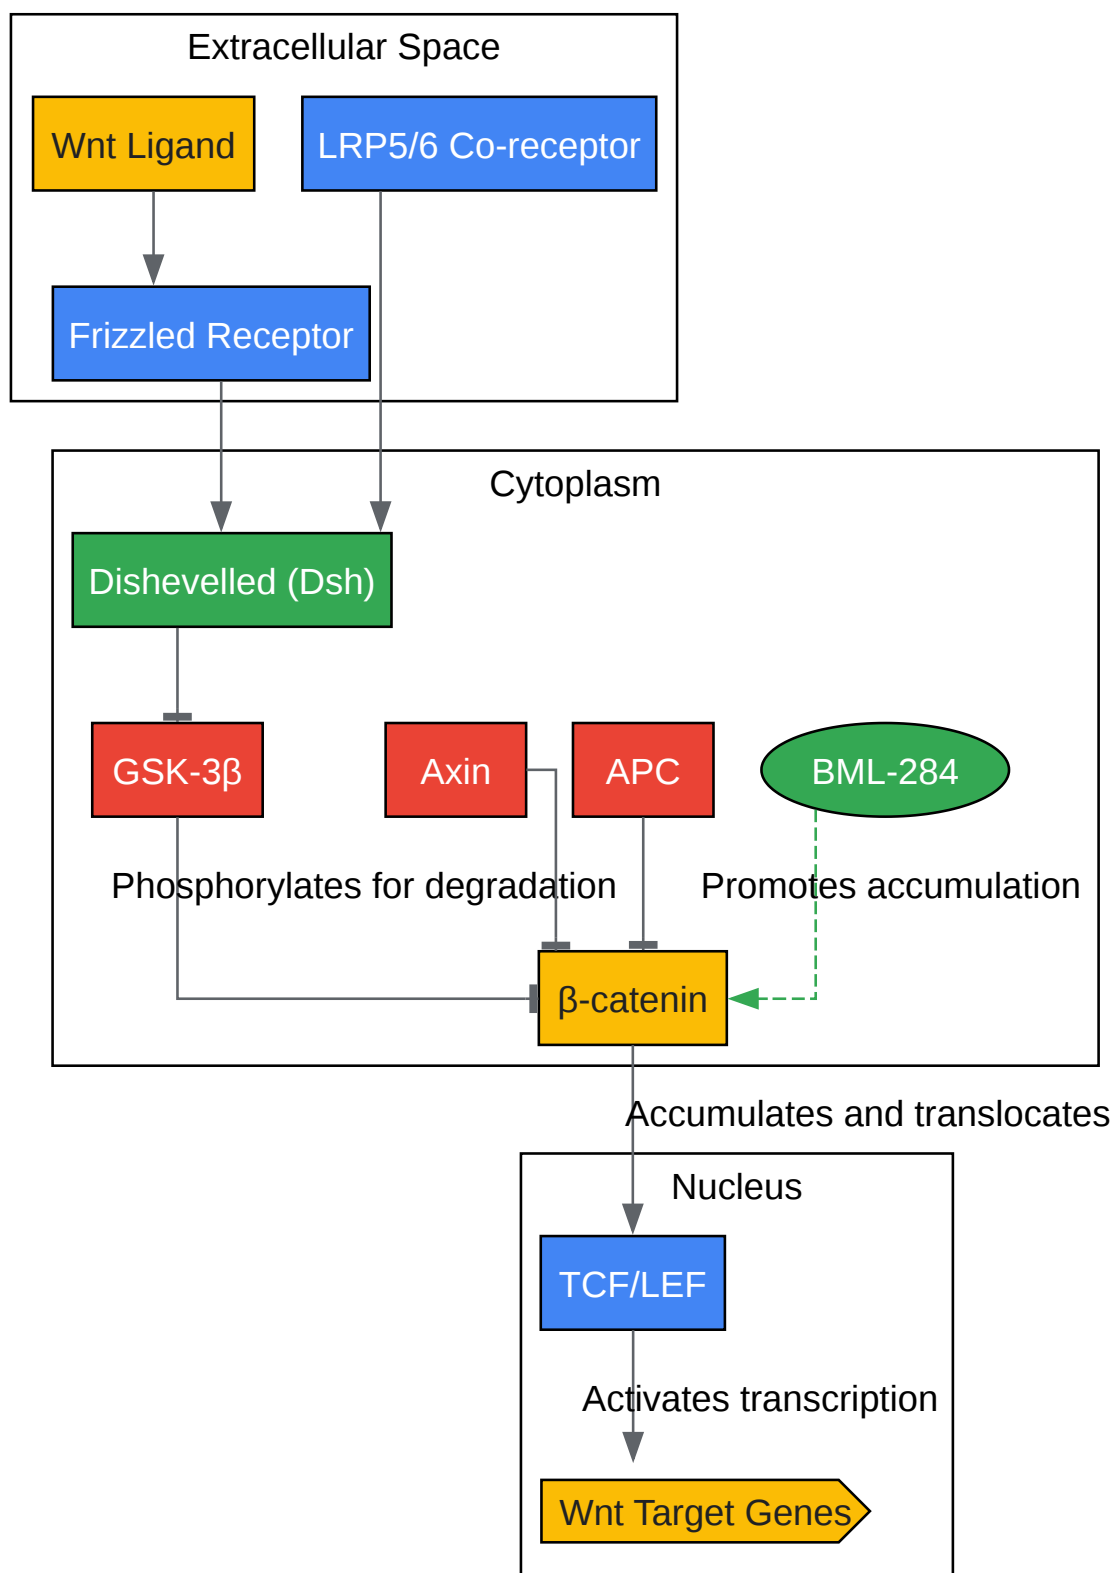 Extracellular Space
Wnt Ligand
LRP5/6 Co-receptor
Frizzled Receptor
Cytoplasm
Dishevelled (Dsh)
GSK-3β
Axin
APC
BML-284
Phosphorylates for degradation
Promotes accumulation
β-catenin
Accumulates and translocates
Nucleus
TCF/LEF
Activates transcription
Wnt Target Genes